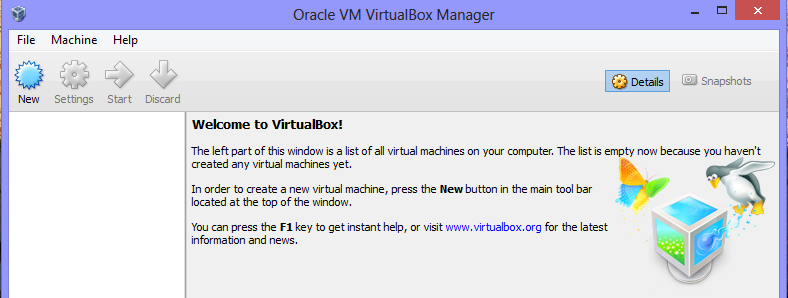 Oracle VM VirtualBox Manager
File Machine Help
New Settings Start Discard Details Snapshots
Welcome to VirtualBox!
The left part of this window is a list of all virtual machines on your computer. The list is empty now because you haven't
created any virtual machines yet.
In order to create a new virtual machine, press the New button in the main tool bar
located at the top of the window.
You can press the F1 key to get instant help, or visit www.virtualbox.org for the latest
information and news.